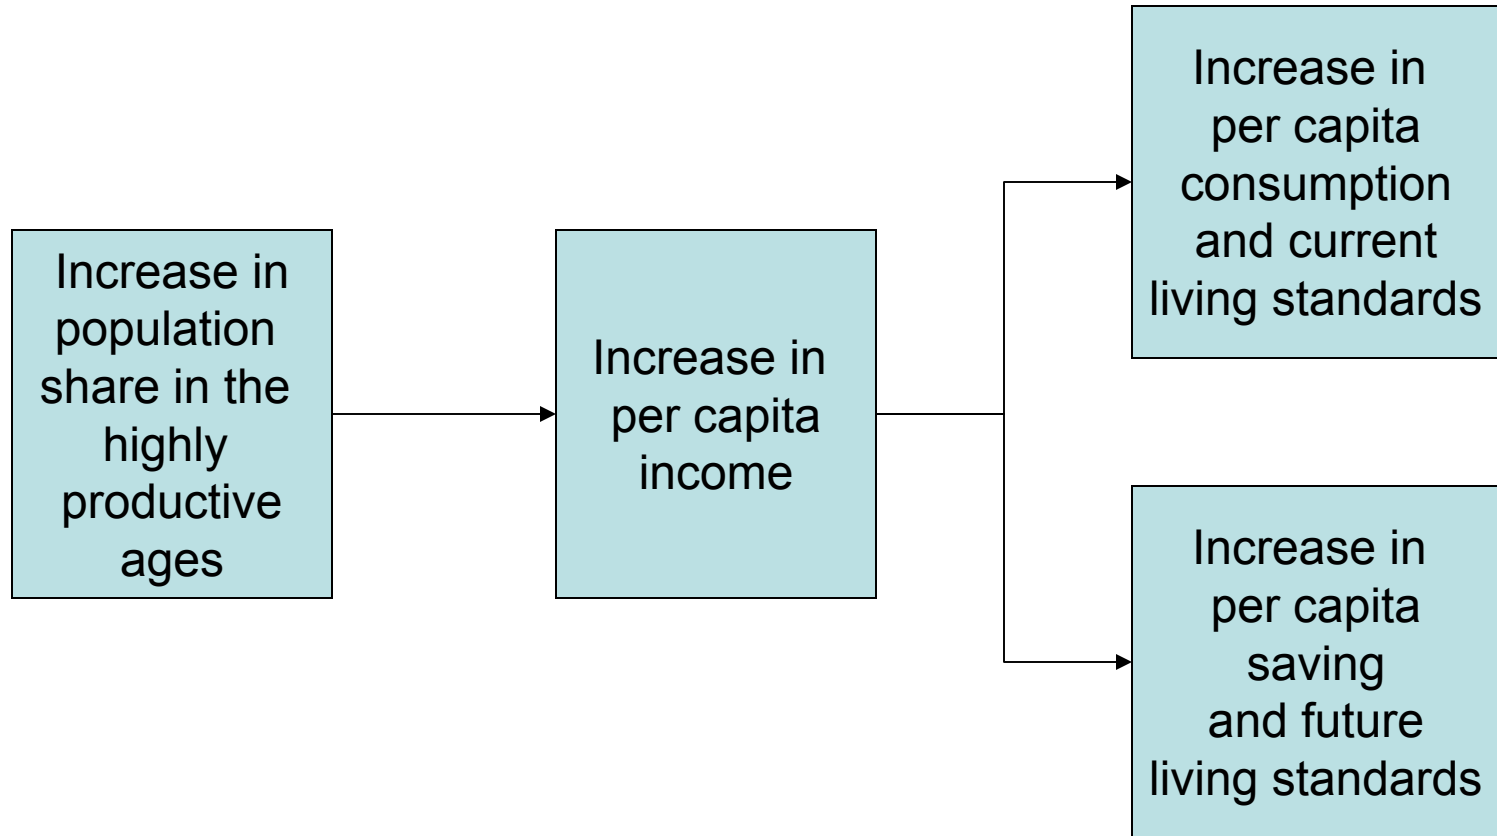 Increase in
population
share in the
highly
productive
ages
Increase in
per capita
income
Increase in
per capita
consumption
and current
living standards
Increase in
per capita
saving
and future
living standards